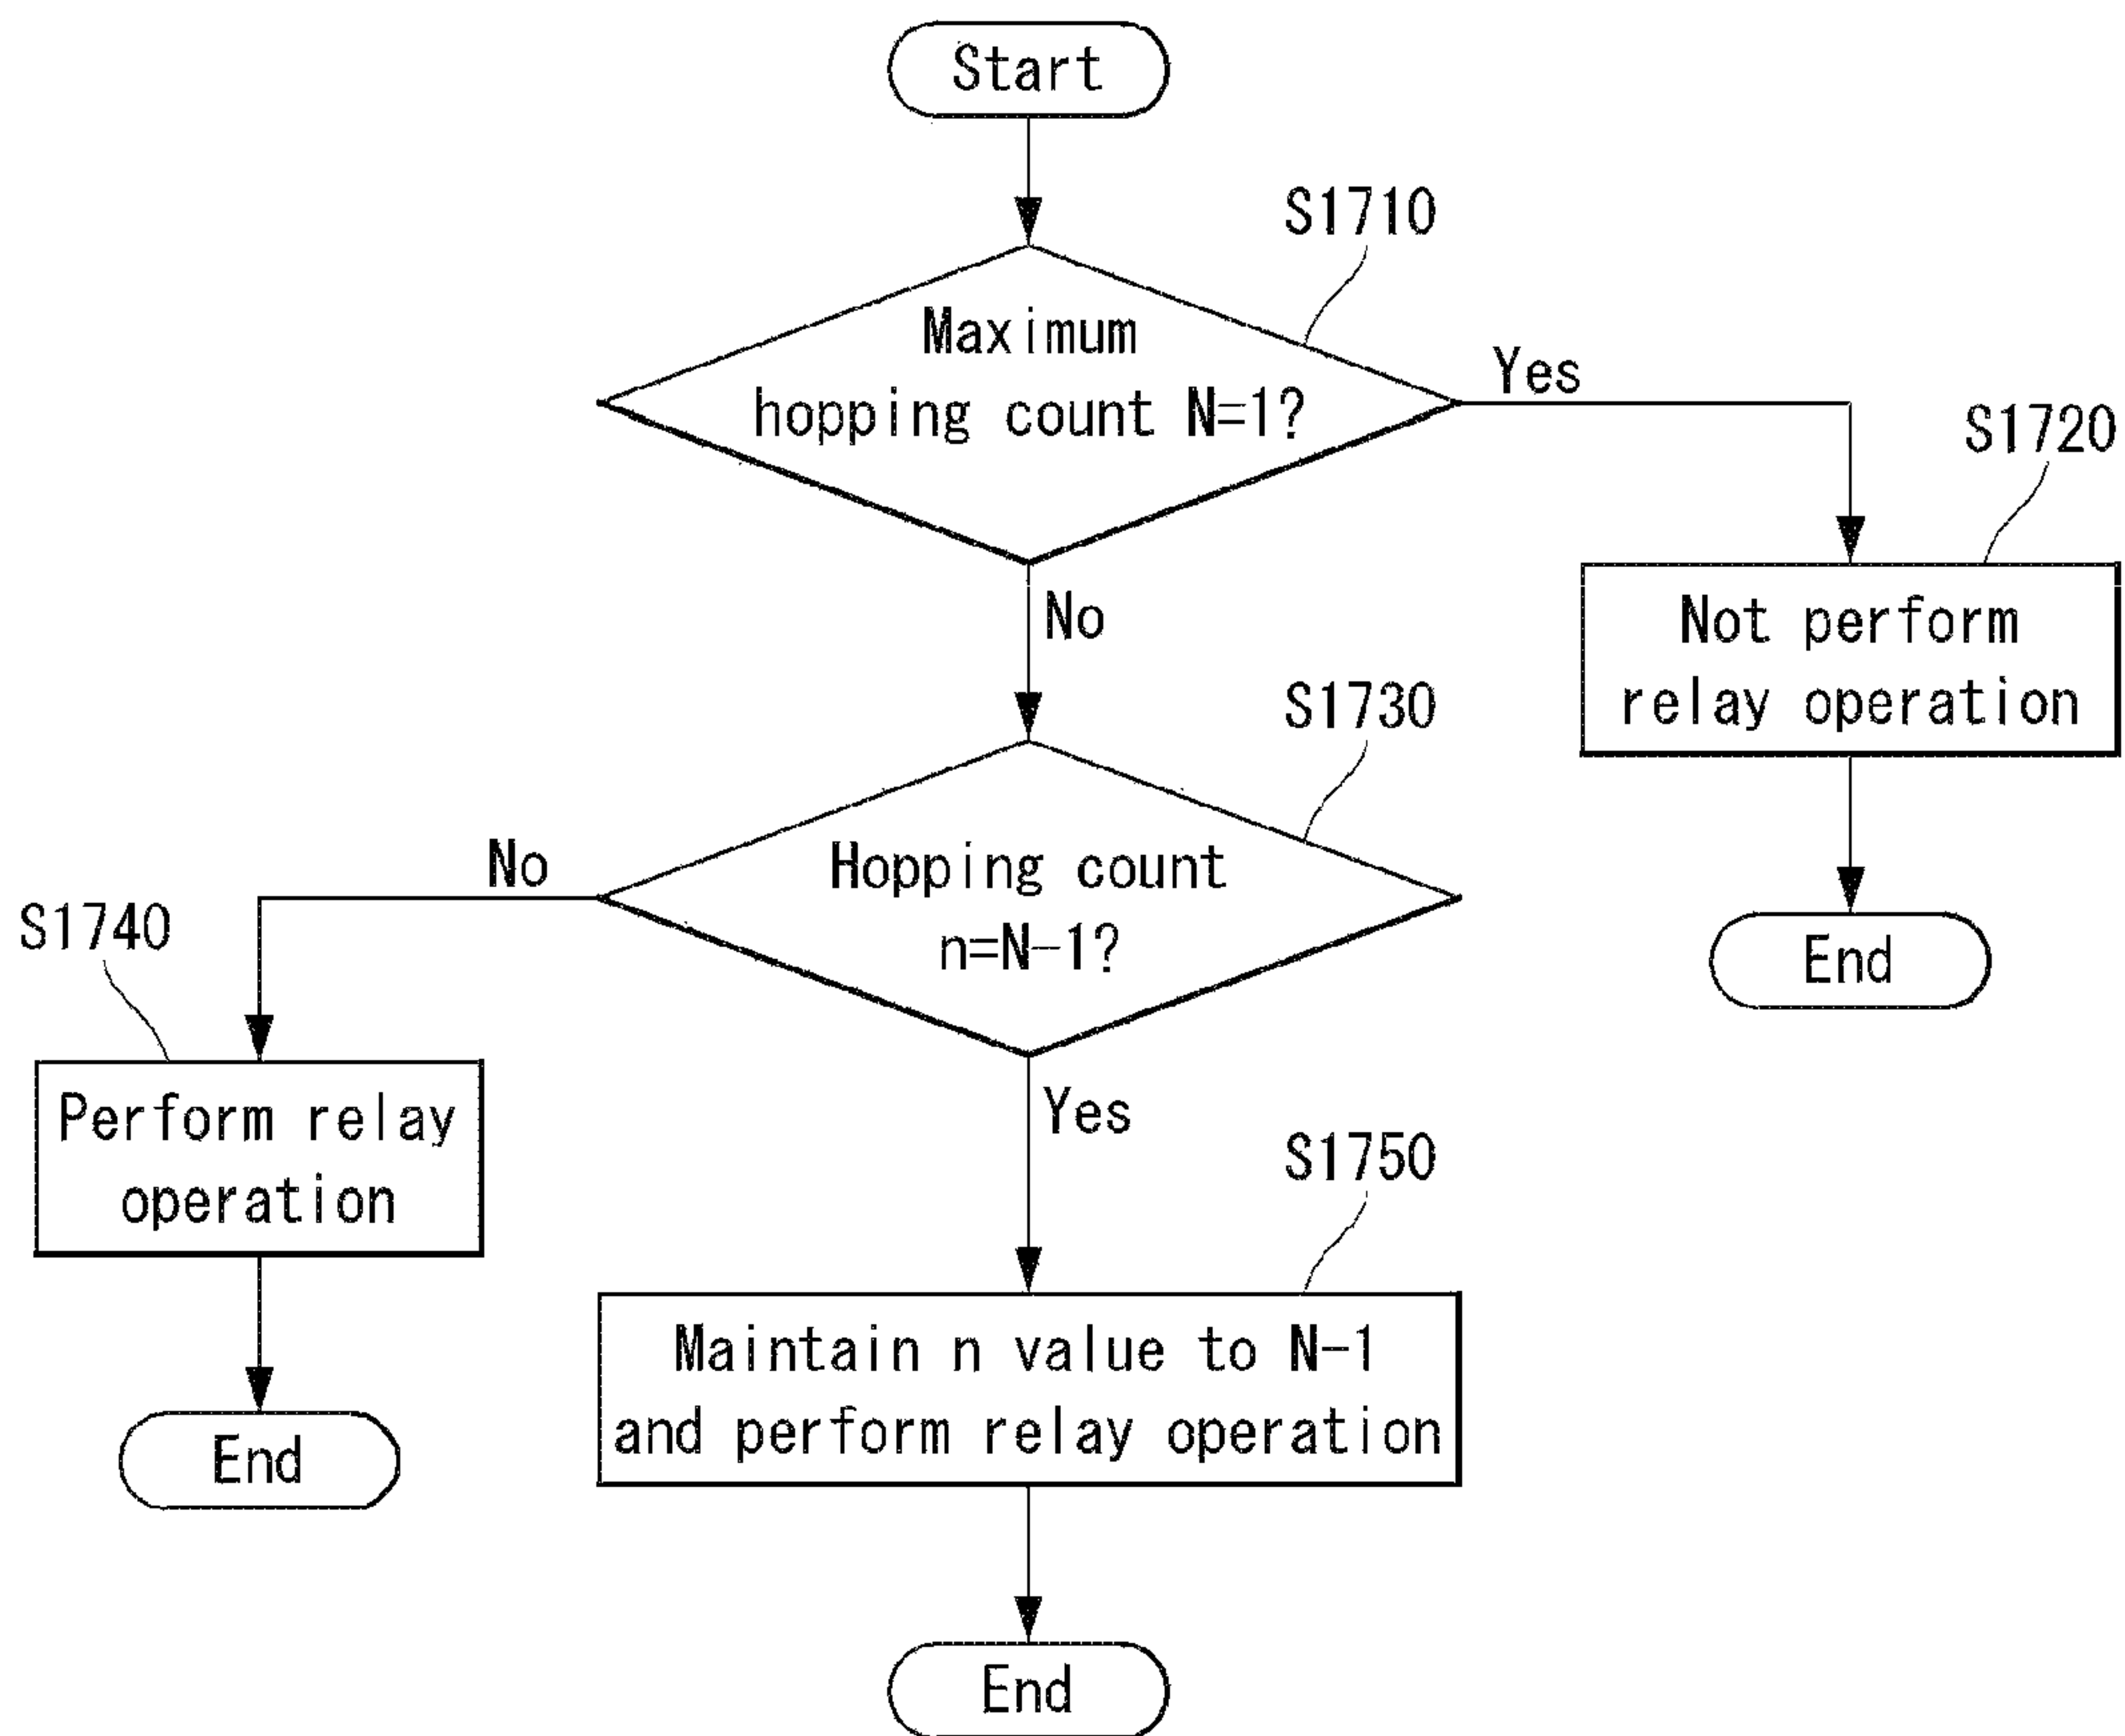 Start
S1710
Maximum
hopping count N=1?
Yes
S1720
Not perform
relay operation
End
No
S1730
Hopping count
n=N-1?
No
S1740
Perform relay
operation
End
Yes
S1750
Maintain n value to N-1
and perform relay operation
End